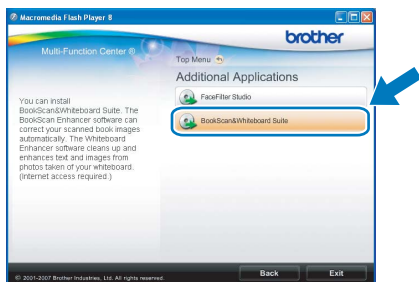 Macromedia Flash Player 8
brother
Multi-Function Center ®
Top Menu
Additional Applications
FaceFilter Studio
BookScan&Whiteboard Suite
You can install
BookScan&Whiteboard Suite. The
BookScan Enhancer software can
correct your scanned book images
automatically. The Whiteboard
Enhancer software cleans up and
enhances text and images from
photos taken of your whiteboard.
(Internet access required.)
© 2001-2007 Brother Industries, Ltd. All rights reserved.
Back
Exit